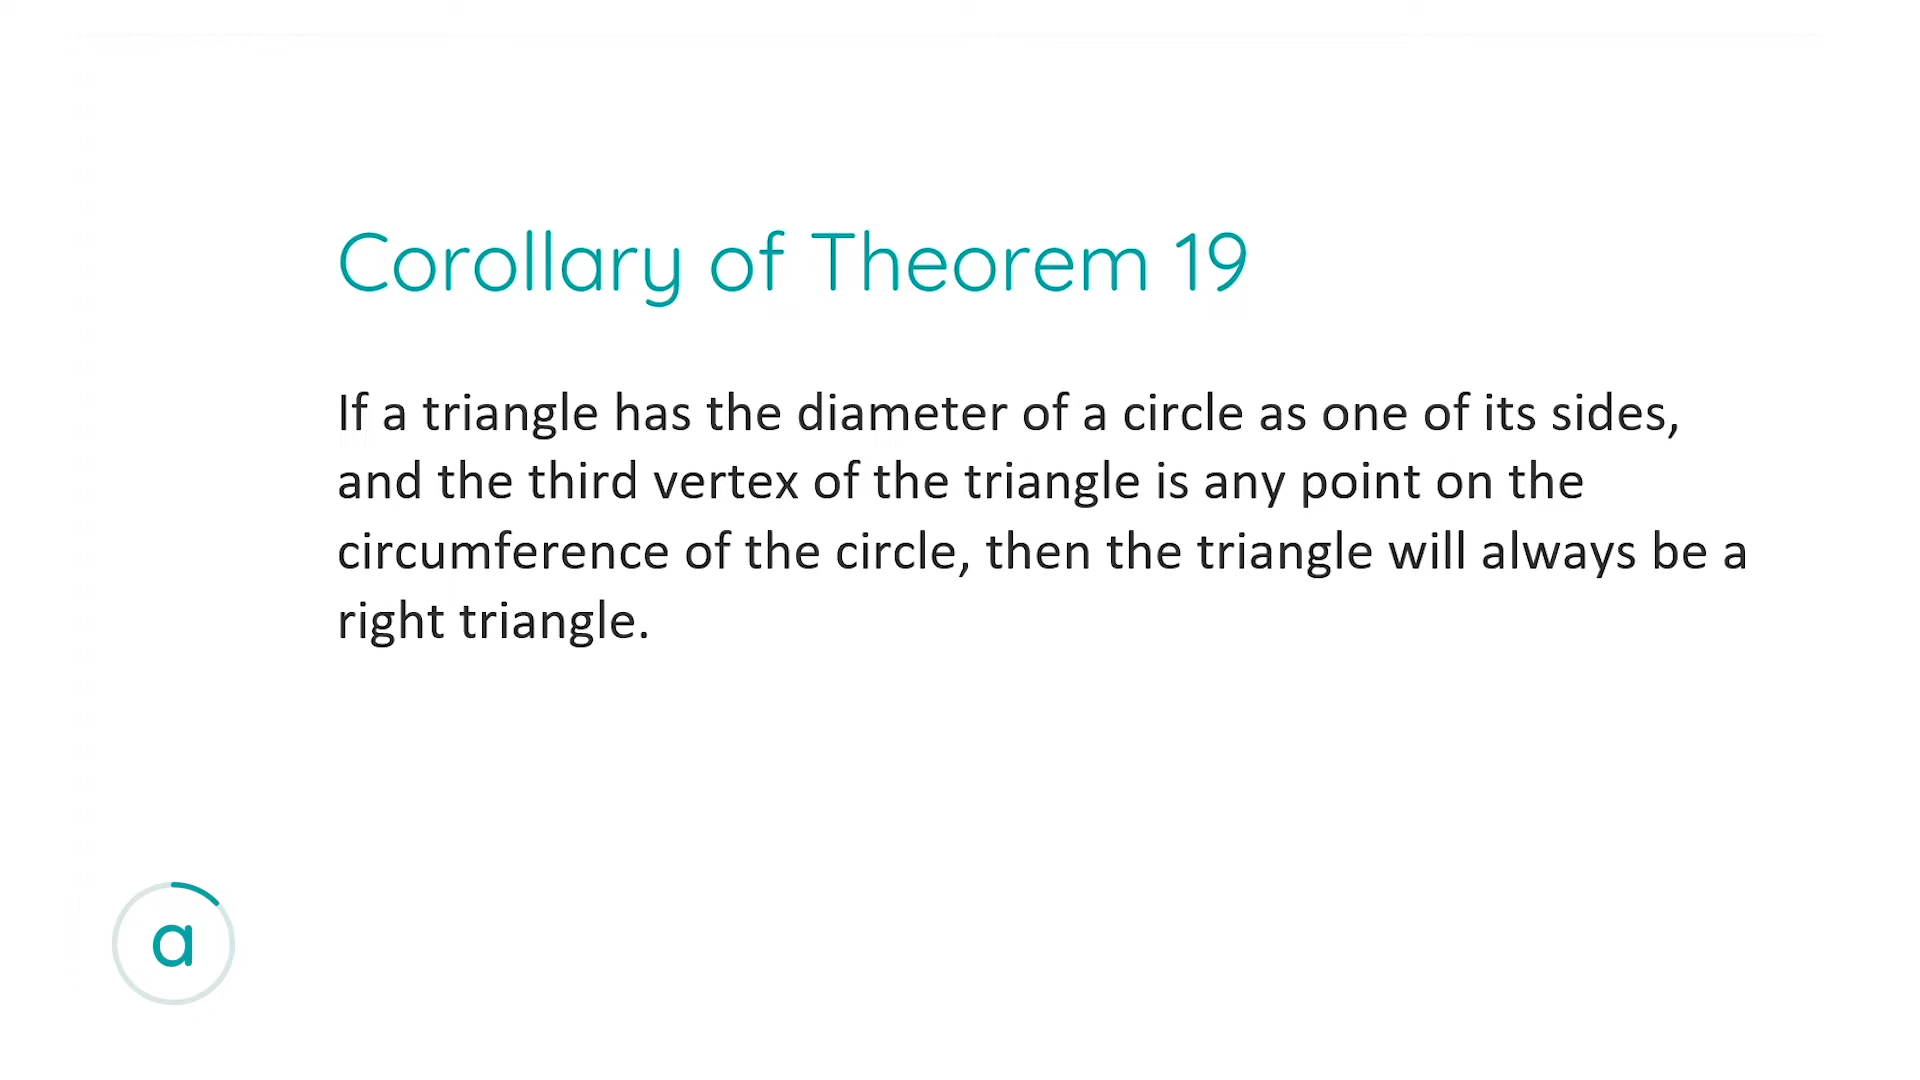 Corollary of Theorem 19
If a triangle has the diameter of a circle as one of its sides,
and the third vertex of the triangle is any point on the
circumference of the circle, then the triangle will always be a
right triangle.
a